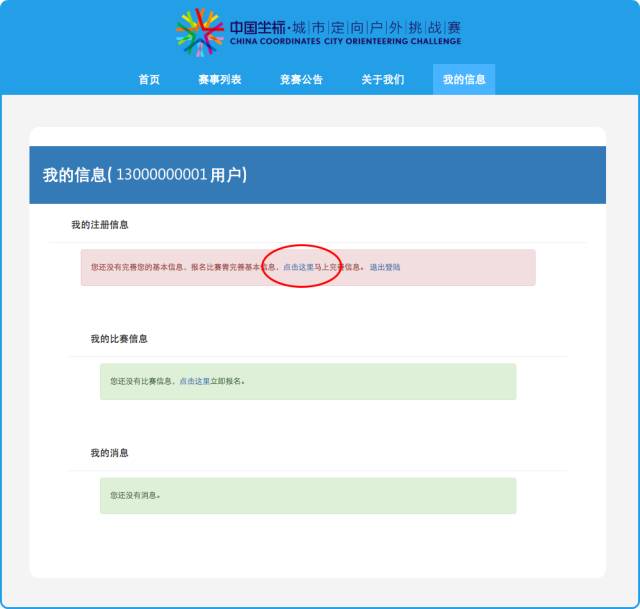 中国坐标·城市定向户外挑战赛
CHINA COORDINATES CITY ORIENTEERING CHALLENGE
首页 赛事列表 竞赛公告 关于我们 我的信息
我的信息( 13000000001 用户)
我的注册信息
您还没有完善您的基本信息，报名比赛需完善基本信息，点击这里马上完善信息。 退出登陆
我的比赛信息
您还没有比赛信息，点击这里立即报名。
我的消息
您还没有消息。